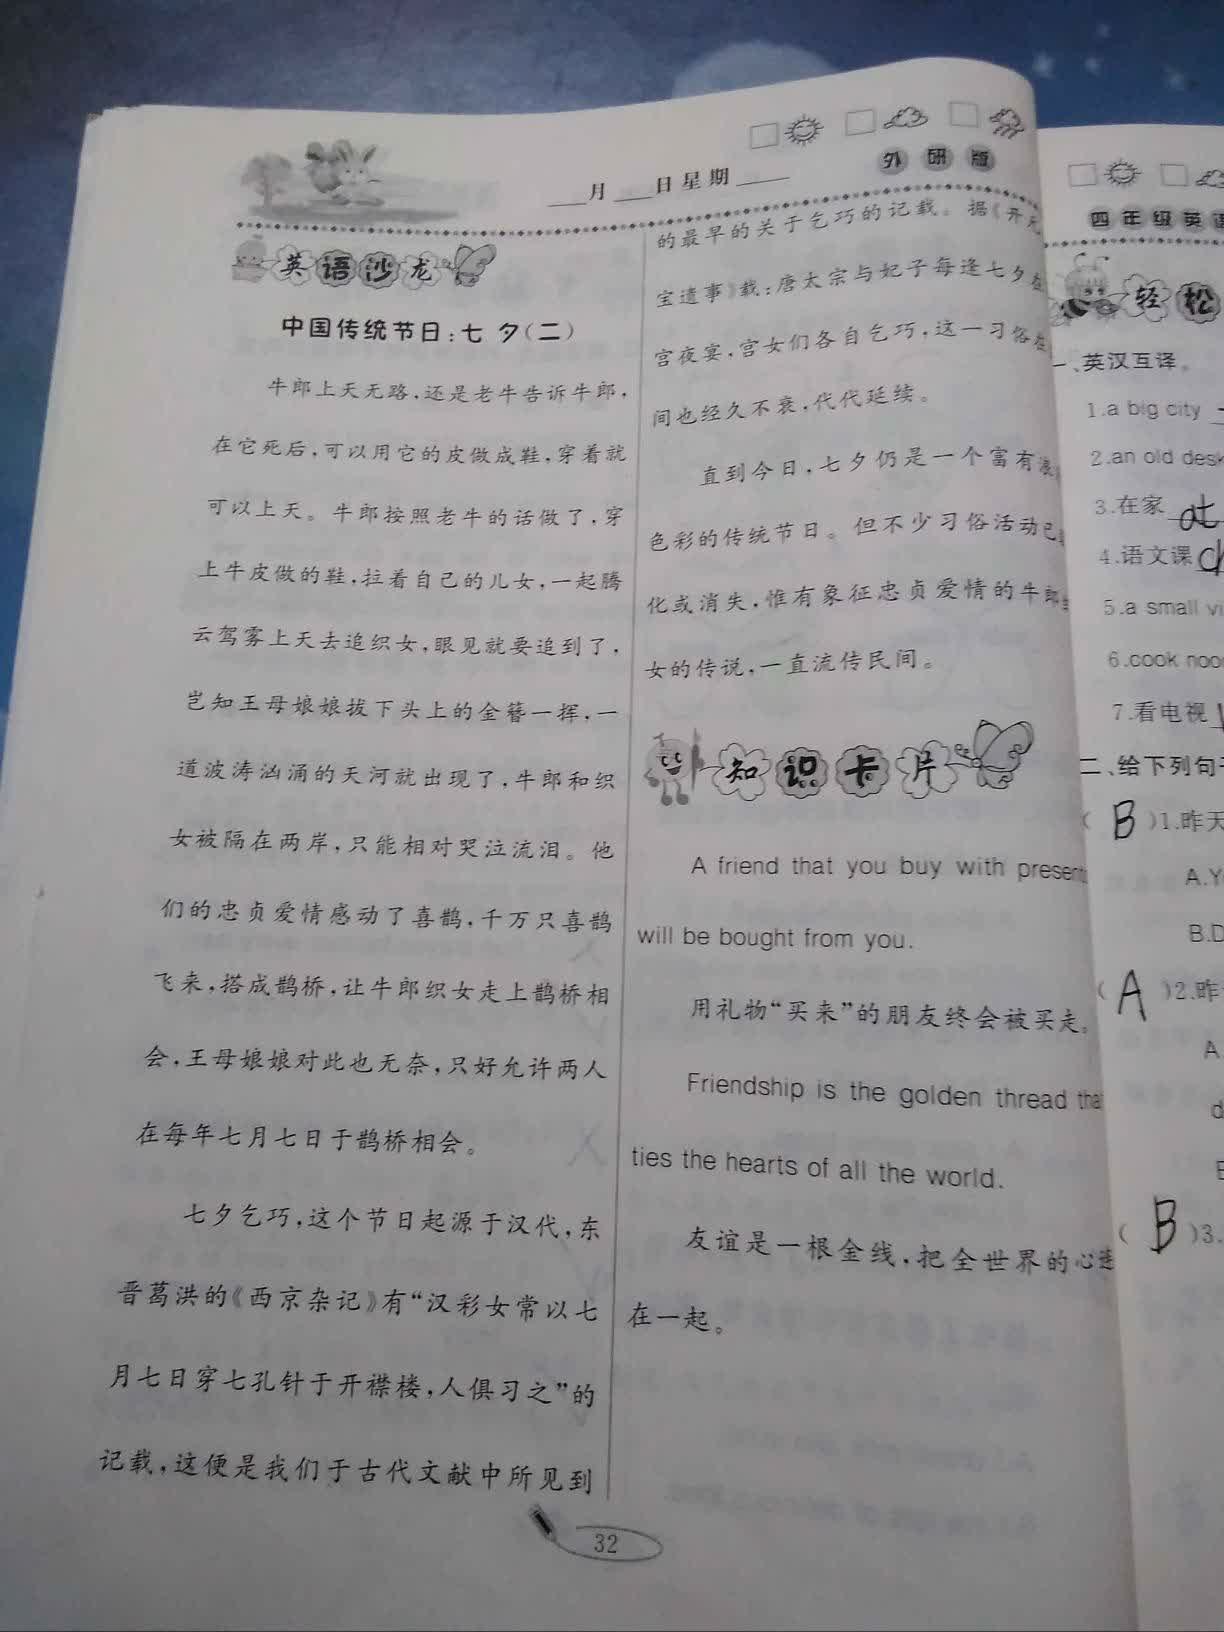 ___月___日星期____
外研版
英语沙龙
中国传统节日:七夕(二)
牛郎上天无路,还是老牛告诉牛郎,
在它死后,可以用它的皮做成鞋,穿着就
可以上天。牛郎按照老牛的话做了,穿
上牛皮做的鞋,拉着自己的儿女,一起腾
云驾雾上天去追织女,眼见就要追到了,
岂知王母娘娘拔下头上的金簪一挥,一
道波涛汹涌的天河就出现了,牛郎和织
女被隔在两岸,只能相对哭泣流泪。他
们的忠贞爱情感动了喜鹊,千万只喜鹊
飞来,搭成鹊桥,让牛郎织女走上鹊桥相
会,王母娘娘对此也无奈,只好允许两人
在每年七月七日于鹊桥相会。
七夕乞巧,这个节日起源于汉代,东
晋葛洪的《西京杂记》有“汉彩女常以七
月七日穿七孔针于开襟楼,人俱习之”的
记载,这便是我们于古代文献中所见到
的最早的关于乞巧的记载。据《开元
宝遗事》载:唐太宗与妃子每逢七夕在
宫夜宴,宫女们各自乞巧,这一习俗在
间也经久不衰,代代延续。
直到今日,七夕仍是一个富有浪
色彩的传统节日。但不少习俗活动已
化或消失,惟有象征忠贞爱情的牛郎
女的传说,一直流传民间。
知识卡片
A friend that you buy with present
will be bought from you.
用礼物“买来”的朋友终会被买走。
Friendship is the golden thread tha
ties the hearts of all the world.
友谊是一根金线,把全世界的心连
在一起。
32
四年级英语
轻松
一、英汉互译。
1.a big city
2.an old desk
3.在家 at
4.语文课 Ch
5.a small vi
6.cook noo
7.看电视
二、给下列句
( B )1.昨天
A.Y
B.D
( A )2.昨
A.
d
( B )3.